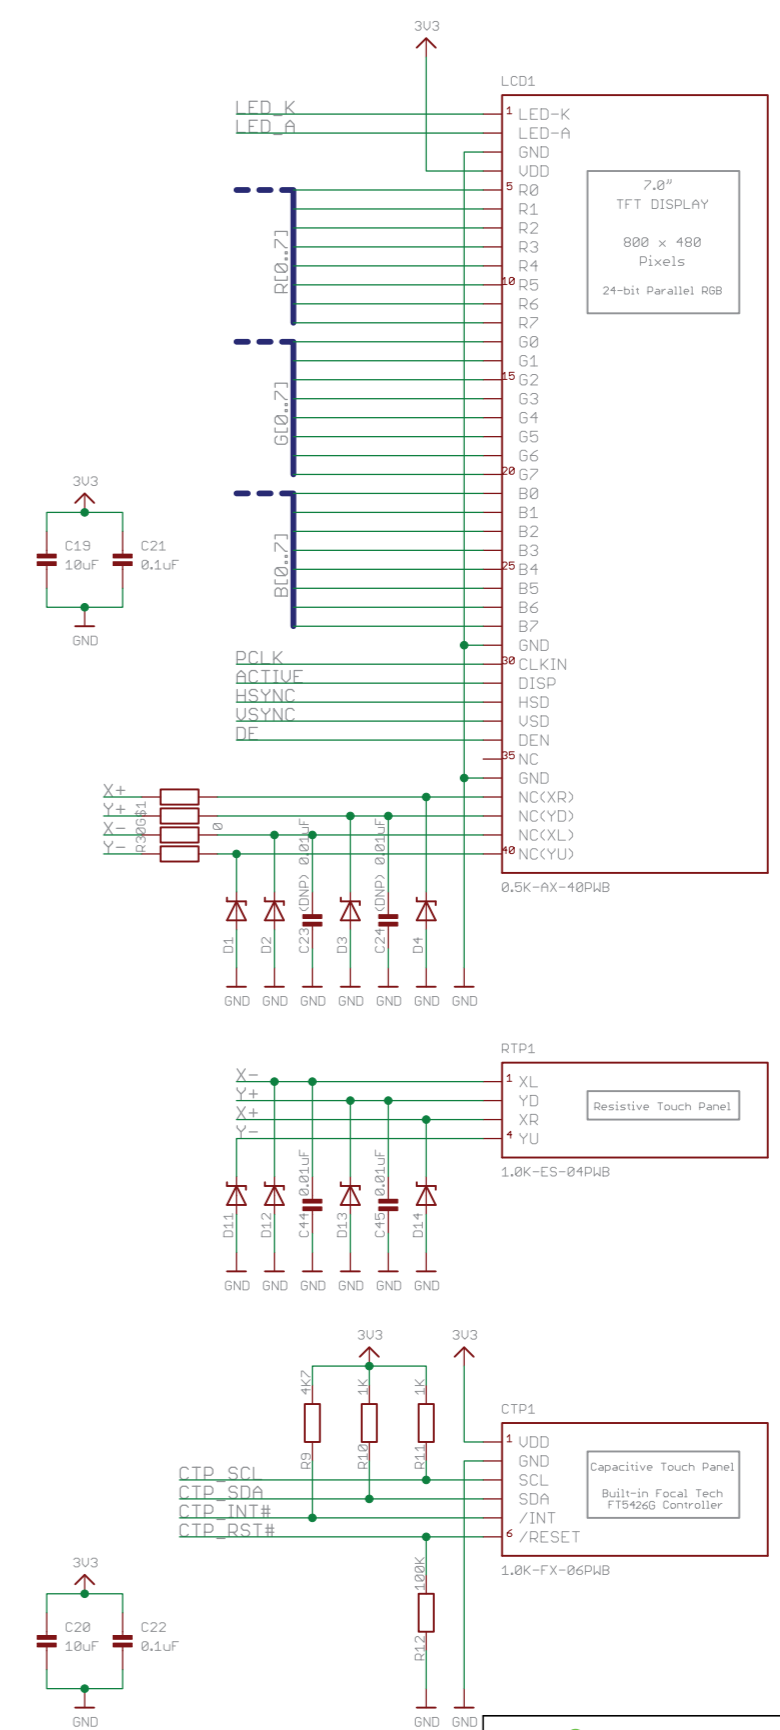 3V3
LCD1
LED_K
1 LED-K
LED_A
LED-A
GND
VDD
5 R0
R1
R2
R3
R4
10 R5
R6
R7
R[0..7]
7.0"
TFT DISPLAY
800 x 480
Pixels
24-bit Parallel RGB
G0
G1
15 G2
G3
G4
G5
G6
20 G7
G[0..7]
B0
B1
B2
B3
25 B4
B5
B6
B7
B[0..7]
3V3
C19
10uF
C21
0.1uF
GND
GND
PCLK
30 CLKIN
ACTIVE
DISP
HSYNC
HSD
VSYNC
VSD
DE
DEN
35 NC
GND
X+
NC(XR)
Y+
NC(YD)
X-
NC(XL)
Y-
40 NC(YU)
R30G$1
0
0.5K-AX-40PWB
D1
D2
C23 (DNP) 0.01uF
D3
C24 (DNP) 0.01uF
D4
GND GND GND GND GND GND GND
RTP1
X-
1 XL
Y+
YD
X+
XR
Y-
4 YU
Resistive Touch Panel
1.0K-ES-04PWB
D11
D12
C44 0.01uF
D13
C45 0.01uF
D14
GND GND GND GND GND GND
3V3
3V3
4K7
R9
1K
R10
1K
R11
CTP1
1 VDD
GND
CTP_SCL
SCL
CTP_SDA
SDA
CTP_INT#
/INT
CTP_RST#
6 /RESET
Capacitive Touch Panel
Built-in Focal Tech
FT5426G Controller
1.0K-FX-06PWB
100K
R12
3V3
C20
10uF
C22
0.1uF
GND
GND GND